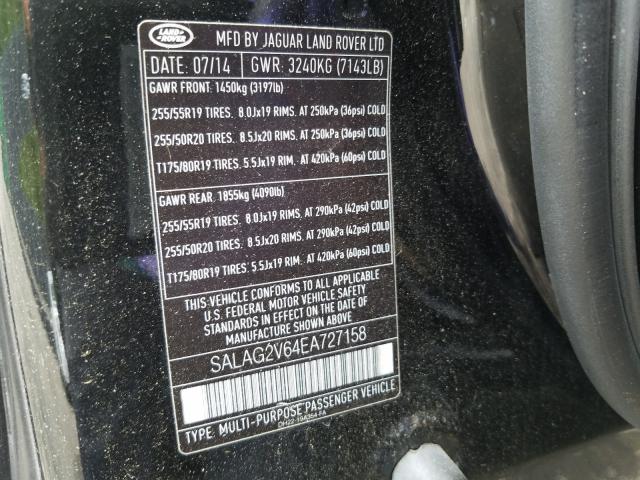 LAND ROVER
MFD BY JAGUAR LAND ROVER LTD
DATE: 07/14 GWR: 3240KG (7143LB)
GAWR FRONT: 1450kg (3197lb)
255/55R19 TIRES. 8.0Jx19 RIMS. AT 250kPa (36psi) COLD
255/50R20 TIRES. 8.5Jx20 RIMS. AT 250kPa (36psi) COLD
T175/80R19 TIRES. 5.5Jx19 RIM. AT 420kPa (60psi) COLD
GAWR REAR: 1855kg (4090lb)
255/55R19 TIRES. 8.0Jx19 RIMS. AT 290kPa (42psi) COLD
255/50R20 TIRES. 8.5Jx20 RIMS. AT 290kPa (42psi) COLD
T175/80R19 TIRES. 5.5Jx19 RIM. AT 420kPa (60psi) COLD
THIS VEHICLE CONFORMS TO ALL APPLICABLE
U.S. FEDERAL MOTOR VEHICLE SAFETY
STANDARDS IN EFFECT ON THE DATE OF
MANUFACTURE SHOWN ABOVE.
SALAG2V64EA727158
TYPE: MULTI-PURPOSE PASSENGER VEHICLE
DH22-19A354-FA